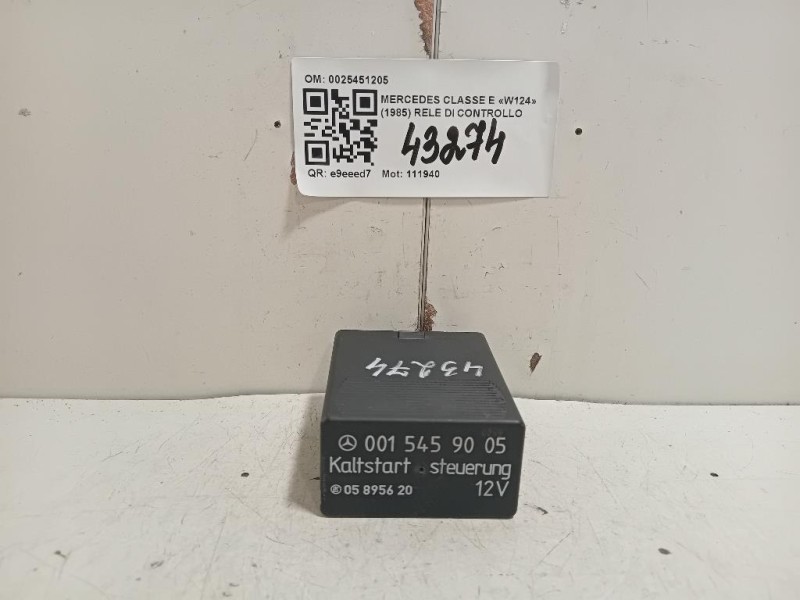 OM: 0025451205
MERCEDES CLASSE E «W124»
(1985) RELE DI CONTROLLO
43274
QR: e9eeed7 Mot: 111940
43274
001 545 90 05
Kaltstart steuerung
05 8956 20 12V